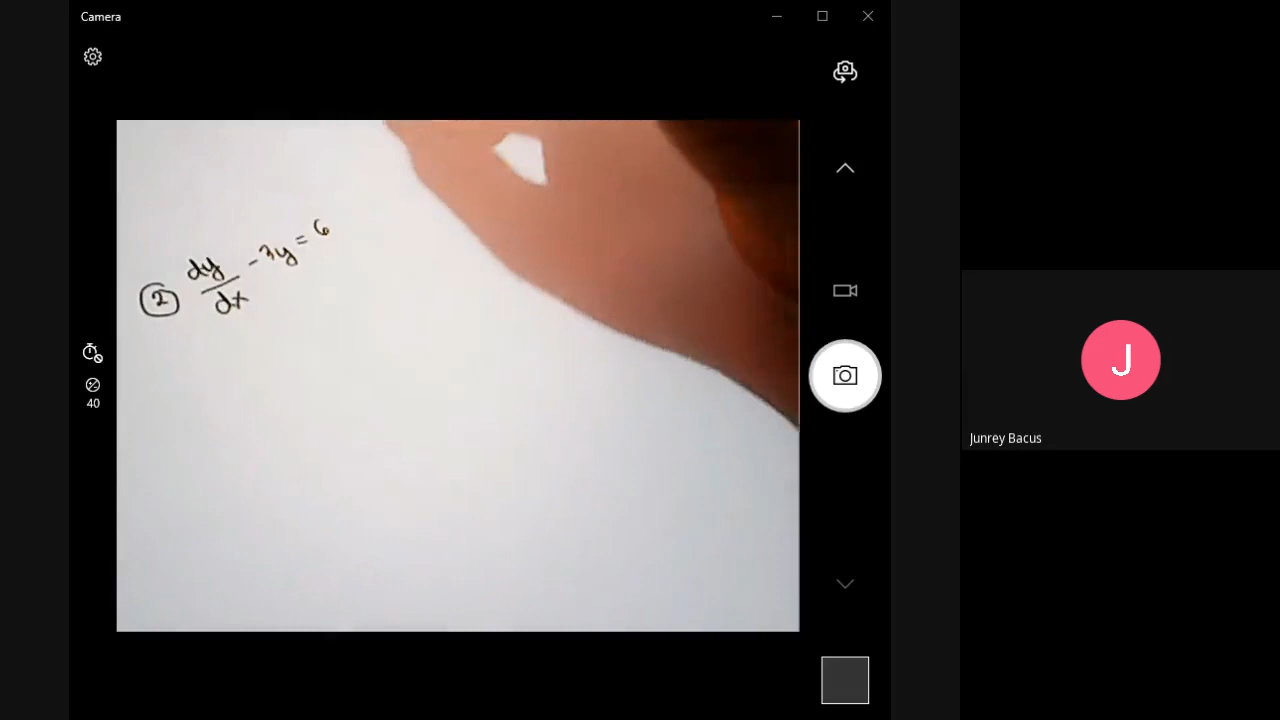 Camera
② dy/dx - 3y = 6
40
J
Junrey Bacus